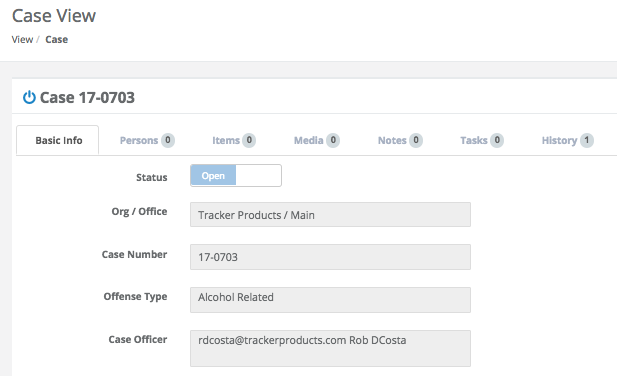 Case View
View / Case
Case 17-0703
Basic Info Persons 0 Items 0 Media 0 Notes 0 Tasks 0 History 1
Status Open
Org / Office Tracker Products / Main
Case Number 17-0703
Offense Type Alcohol Related
Case Officer rdcosta@trackerproducts.com Rob DCosta